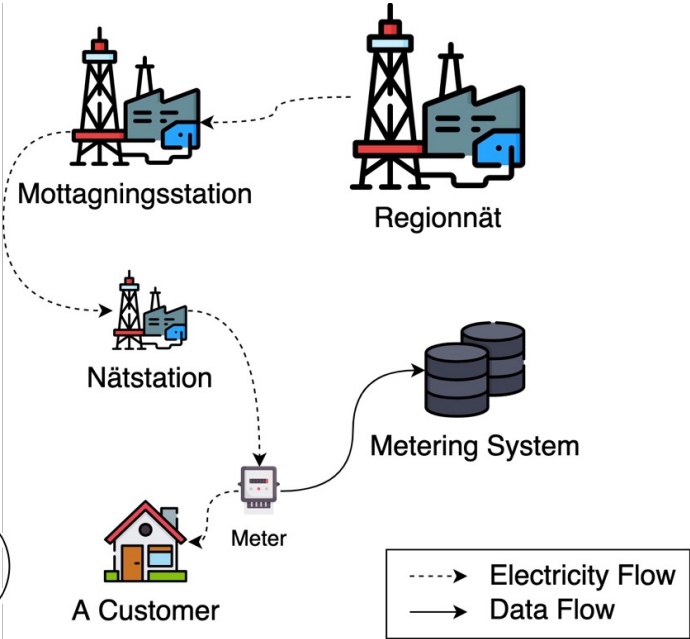 Mottagningsstation
Regionnät
Nätstation
Metering System
Meter
A Customer
Electricity Flow
Data Flow